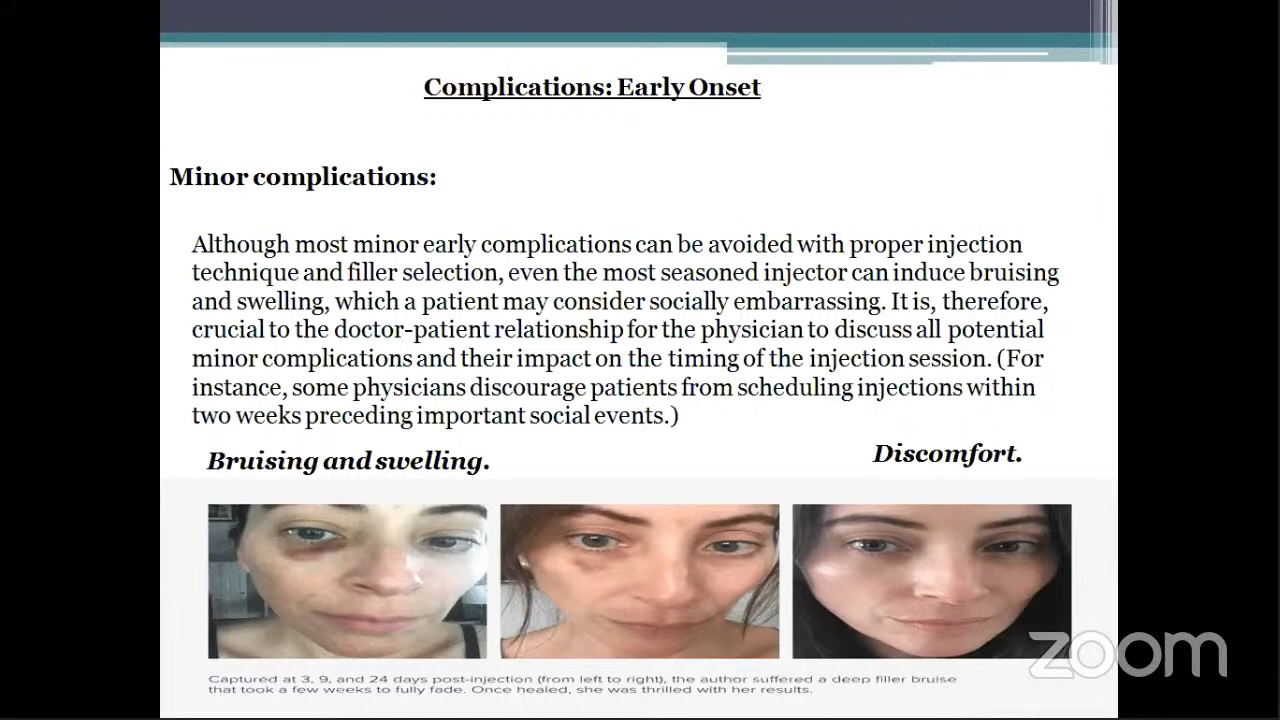 Complications: Early Onset
Minor complications:
Although most minor early complications can be avoided with proper injection
technique and filler selection, even the most seasoned injector can induce bruising
and swelling, which a patient may consider socially embarrassing. It is, therefore,
crucial to the doctor-patient relationship for the physician to discuss all potential
minor complications and their impact on the timing of the injection session. (For
instance, some physicians discourage patients from scheduling injections within
two weeks preceding important social events.)
Bruising and swelling.
Discomfort.
Captured at 3, 9, and 24 days post-injection (from left to right), the author suffered a deep filler bruise
that took a few weeks to fully fade. Once healed, she was thrilled with her results.
zoom